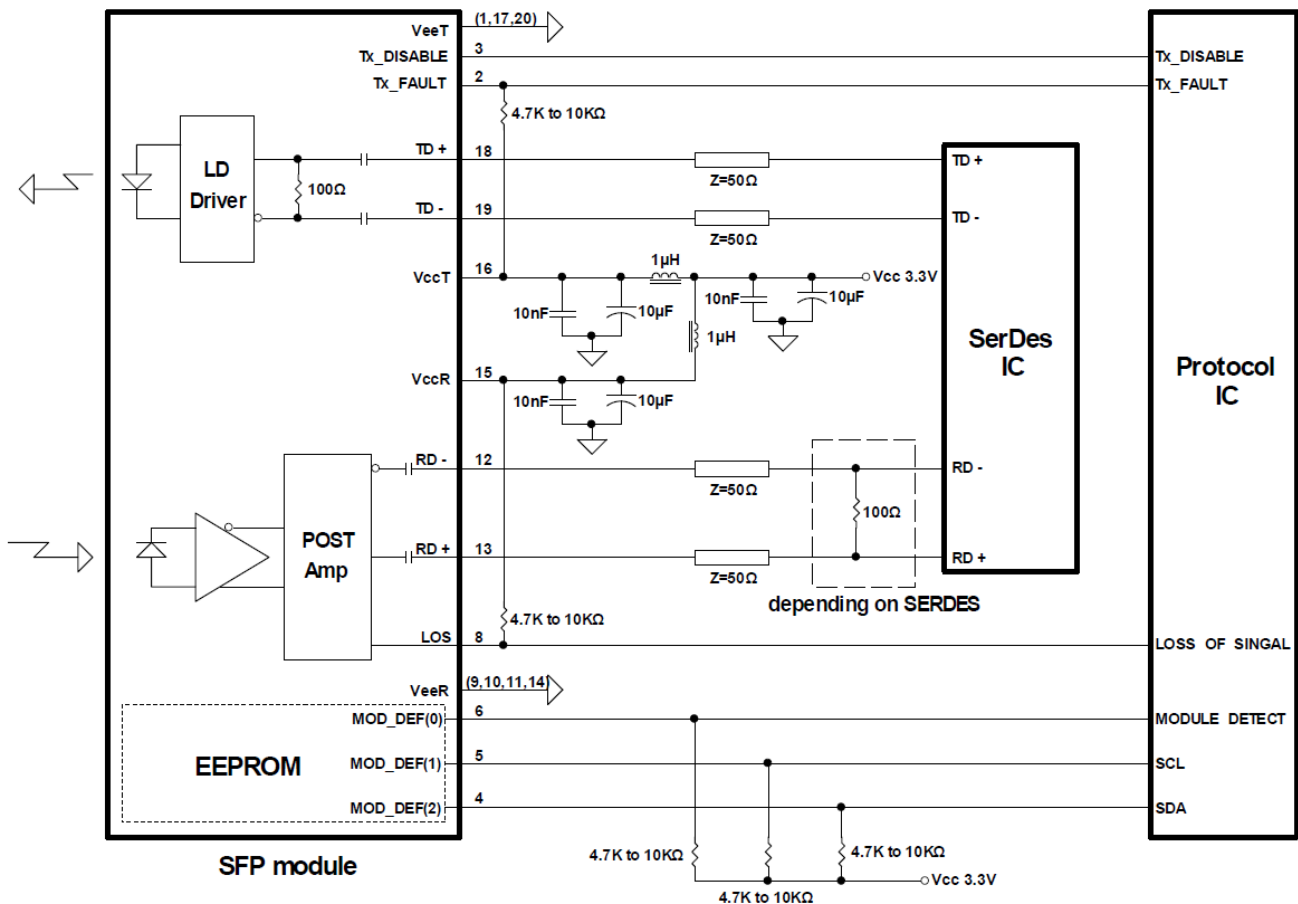 VeeT
(1,17,20)
Tx_DISABLE
3
Tx_DISABLE
Tx_FAULT
2
Tx_FAULT
4.7K to 10KΩ
LD
Driver
100Ω
TD +
18
Z=50Ω
TD +
TD -
19
Z=50Ω
TD -
VccT
16
1µH
Vcc 3.3V
10nF
10µF
10nF
10µF
1µH
SerDes
IC
Protocol
IC
VccR
15
10nF
10µF
RD -
12
Z=50Ω
RD -
100Ω
POST
Amp
RD +
13
Z=50Ω
RD +
depending on SERDES
4.7K to 10KΩ
LOS
8
LOSS OF SINGAL
VeeR
(9,10,11,14)
MOD_DEF(0)
6
MODULE DETECT
EEPROM
MOD_DEF(1)
5
SCL
MOD_DEF(2)
4
SDA
SFP module
4.7K to 10KΩ
4.7K to 10KΩ
4.7K to 10KΩ
Vcc 3.3V